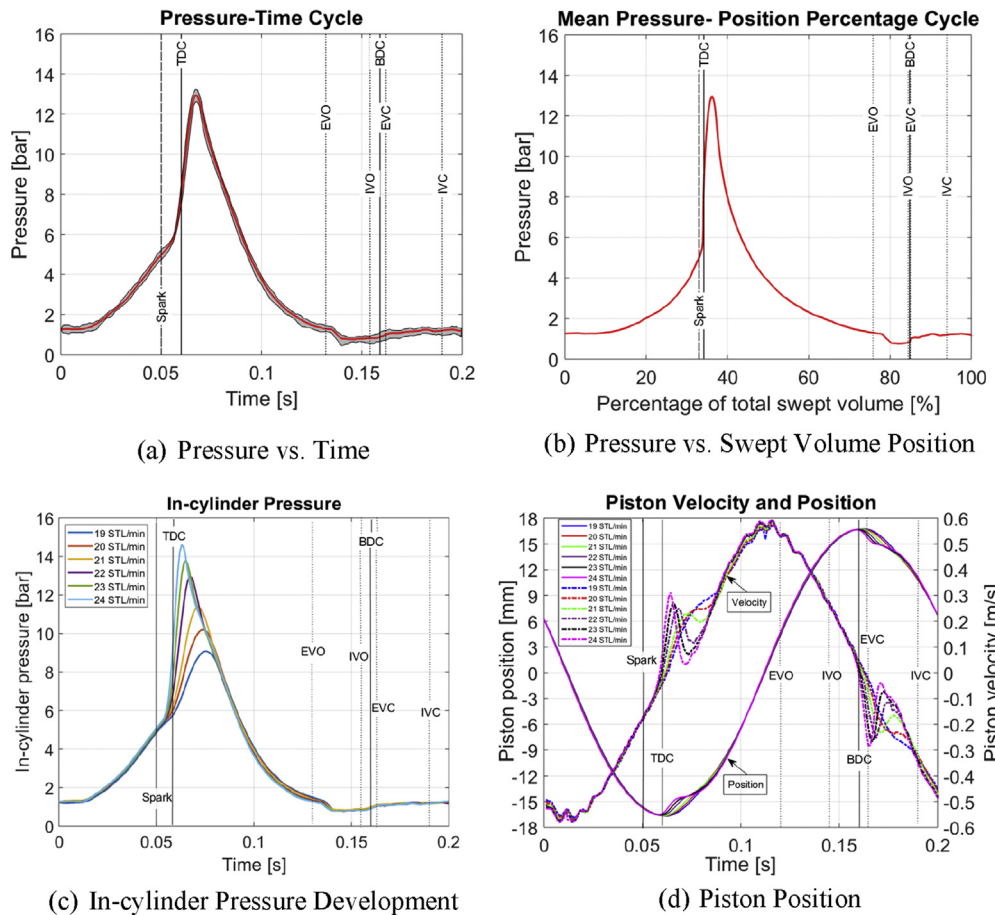 Pressure-Time Cycle
16
14
12
10
8
6
4
2
0
Pressure [bar]
TDC
Spark
EVO
IVO
BDC
EVC
IVC
0
0.05
0.1
0.15
0.2
Time [s]
(a) Pressure vs. Time
Mean Pressure- Position Percentage Cycle
16
14
12
10
8
6
4
2
0
Pressure [bar]
TDC
Spark
EVO
BDC
EVC
IVO
IVC
0
20
40
60
80
100
Percentage of total swept volume [%]
(b) Pressure vs. Swept Volume Position
In-cylinder Pressure
16
14
12
10
8
6
4
2
0
In-cylinder pressure [bar]
19 STL/min
20 STL/min
21 STL/min
22 STL/min
23 STL/min
24 STL/min
TDC
Spark
EVO
IVO
BDC
EVC
IVC
0
0.05
0.1
0.15
0.2
Time [s]
(c) In-cylinder Pressure Development
Piston Velocity and Position
18
15
12
9
6
3
0
-3
-6
-9
-12
-15
-18
Piston position [mm]
19 STL/min
20 STL/min
21 STL/min
22 STL/min
23 STL/min
24 STL/min
19 STL/min
20 STL/min
21 STL/min
22 STL/min
23 STL/min
24 STL/min
Velocity
Position
Spark
TDC
EVO
IVO
BDC
EVC
IVC
0.6
0.5
0.4
0.3
0.2
0.1
0
-0.1
-0.2
-0.3
-0.4
-0.5
-0.6
Piston velocity [m/s]
0
0.05
0.1
0.15
0.2
Time [s]
(d) Piston Position